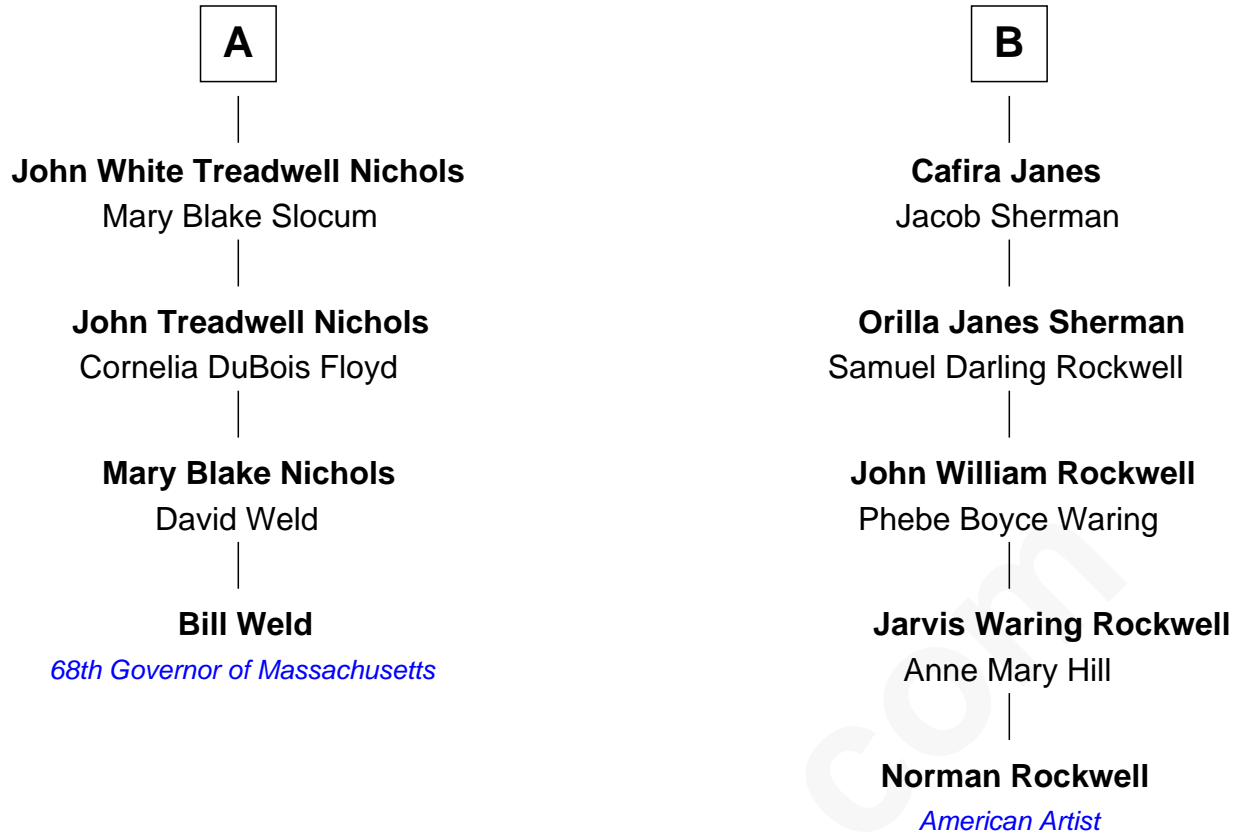 A
John White Treadwell Nichols
Mary Blake Slocum
John Treadwell Nichols
Cornelia DuBois Floyd
Mary Blake Nichols
David Weld
Bill Weld
68th Governor of Massachusetts
B
Cafira Janes
Jacob Sherman
Orilla Janes Sherman
Samuel Darling Rockwell
John William Rockwell
Phebe Boyce Waring
Jarvis Waring Rockwell
Anne Mary Hill
Norman Rockwell
American Artist
com